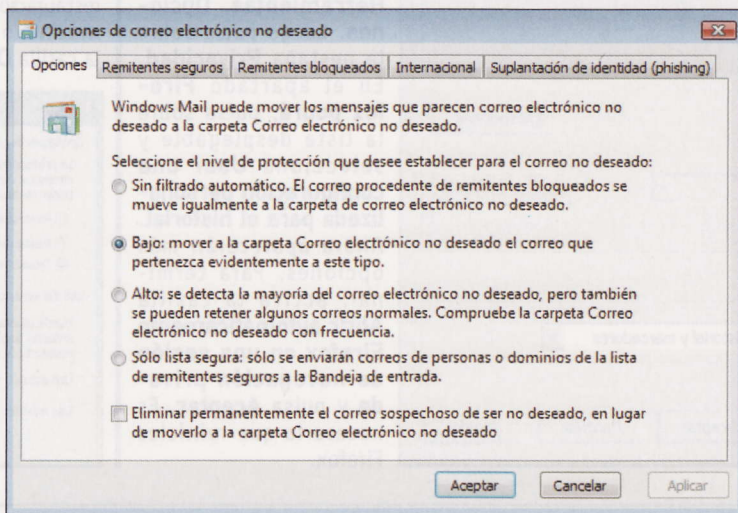 Opciones de correo electrónico no deseado
Opciones
Remitentes seguros
Remitentes bloqueados
Internacional
Suplantación de identidad (phishing)
Windows Mail puede mover los mensajes que parecen correo electrónico no
deseado a la carpeta Correo electrónico no deseado.
Seleccione el nivel de protección que desee establecer para el correo no deseado:
Sin filtrado automático. El correo procedente de remitentes bloqueados se
mueve igualmente a la carpeta de correo electrónico no deseado.
Bajo: mover a la carpeta Correo electrónico no deseado el correo que
pertenezca evidentemente a este tipo.
Alto: se detecta la mayoría del correo electrónico no deseado, pero también
se pueden retener algunos correos normales. Compruebe la carpeta Correo
electrónico no deseado con frecuencia.
Sólo lista segura: sólo se enviarán correos de personas o dominios de la lista
de remitentes seguros a la Bandeja de entrada.
Eliminar permanentemente el correo sospechoso de ser no deseado, en lugar
de moverlo a la carpeta Correo electrónico no deseado
Aceptar
Cancelar
Aplicar